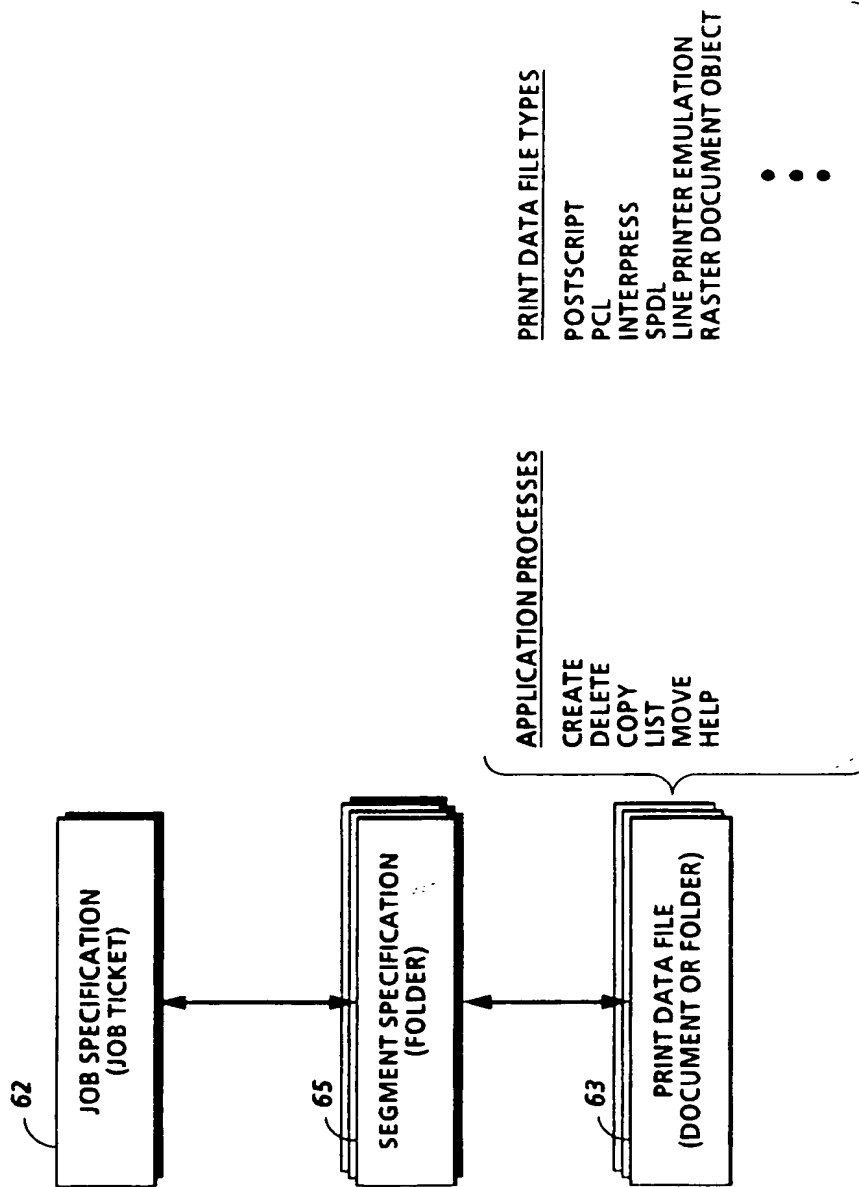 62
JOB SPECIFICATION
(JOB TICKET)
65
SEGMENT SPECIFICATION
(FOLDER)
63
PRINT DATA FILE
(DOCUMENT OR FOLDER)
APPLICATION PROCESSES
CREATE
DELETE
COPY
LIST
MOVE
HELP
PRINT DATA FILE TYPES
POSTSCRIPT
PCL
INTERPRESS
SPDL
LINE PRINTER EMULATION
RASTER DOCUMENT OBJECT